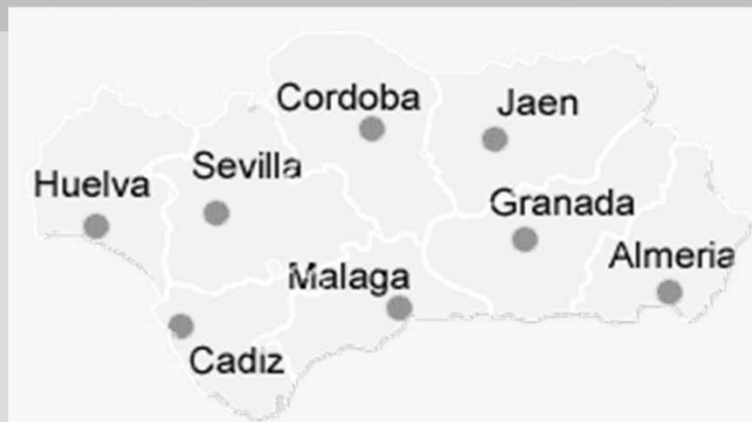 Cordoba
Jaen
Sevilla
Huelva
Granada
Almeria
Malaga
Cadiz